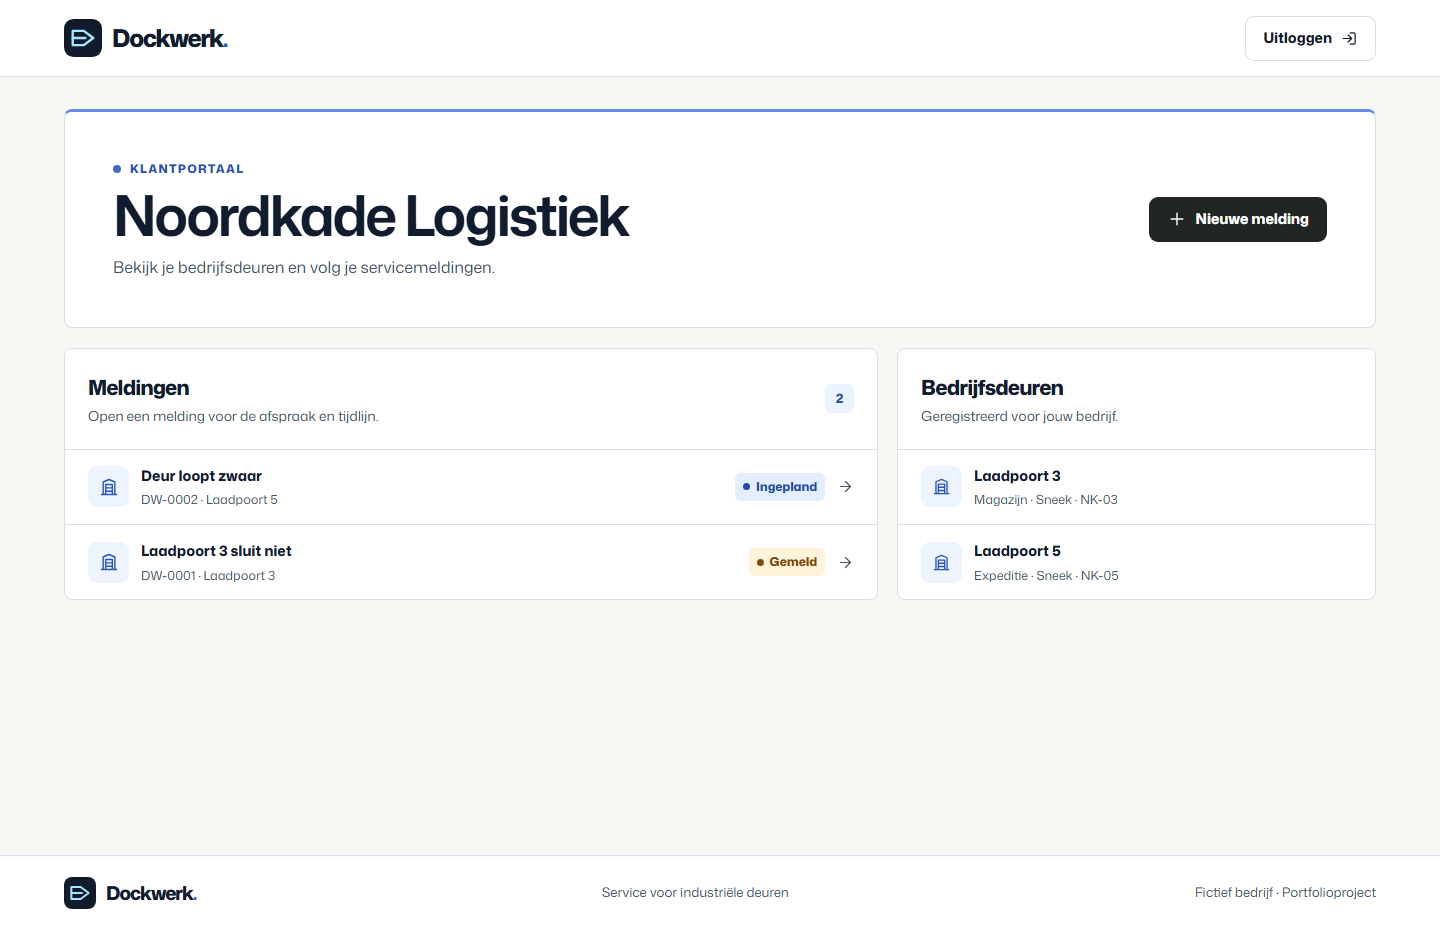 Dockwerk.
Uitloggen
KLANTPORTAAL
Noordkade Logistiek
Bekijk je bedrijfsdeuren en volg je servicemeldingen.
Nieuwe melding
Meldingen
Open een melding voor de afspraak en tijdlijn.
2
Deur loopt zwaar
DW-0002 · Laadpoort 5
Ingepland
Laadpoort 3 sluit niet
DW-0001 · Laadpoort 3
Gemeld
Bedrijfsdeuren
Geregistreerd voor jouw bedrijf.
Laadpoort 3
Magazijn · Sneek · NK-03
Laadpoort 5
Expeditie · Sneek · NK-05
Dockwerk.
Service voor industriële deuren
Fictief bedrijf · Portfolioproject